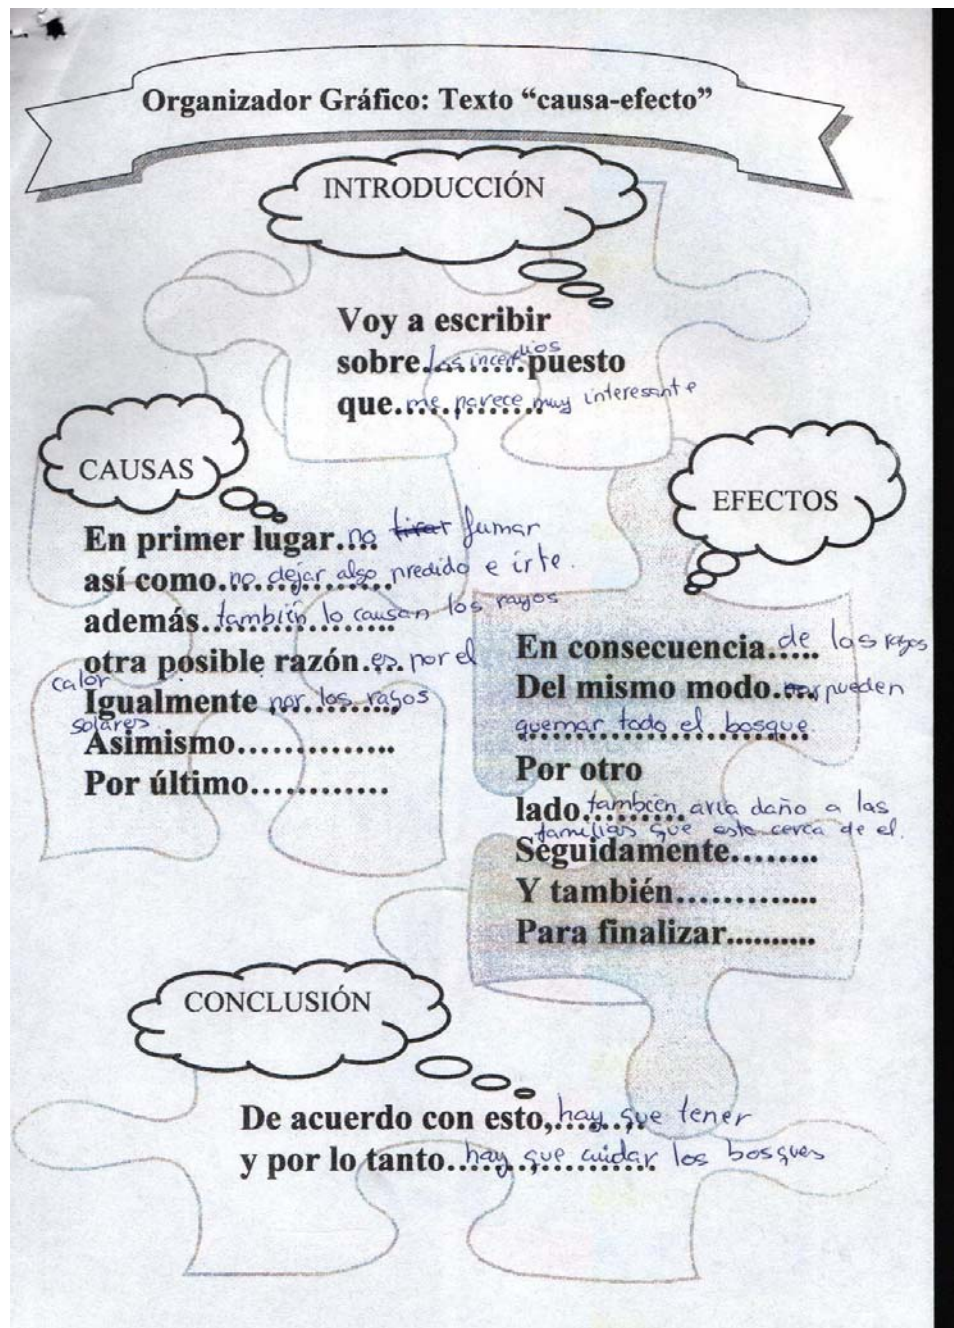 Organizador Gráfico: Texto “causa-efecto”
INTRODUCCIÓN
Voy a escribir
sobre los incendios puesto
que me parece muy interesante
CAUSAS
En primer lugar.... no tirar fumar
así como no dejar algo predido e irte.
además también lo causan los rayos
otra posible razón es por el
calor
Igualmente por los rayos
solares
Asimismo..............
Por último............
EFECTOS
En consecuencia..... de los rayos
Del mismo modo.... pueden
quemar todo el bosque.
Por otro
lado también aria daño a las
familias que este cerca de el.
Seguidamente........
Y también.............
Para finalizar..........
CONCLUSIÓN
De acuerdo con esto, hay que tener
y por lo tanto hay que cuidar los bosques